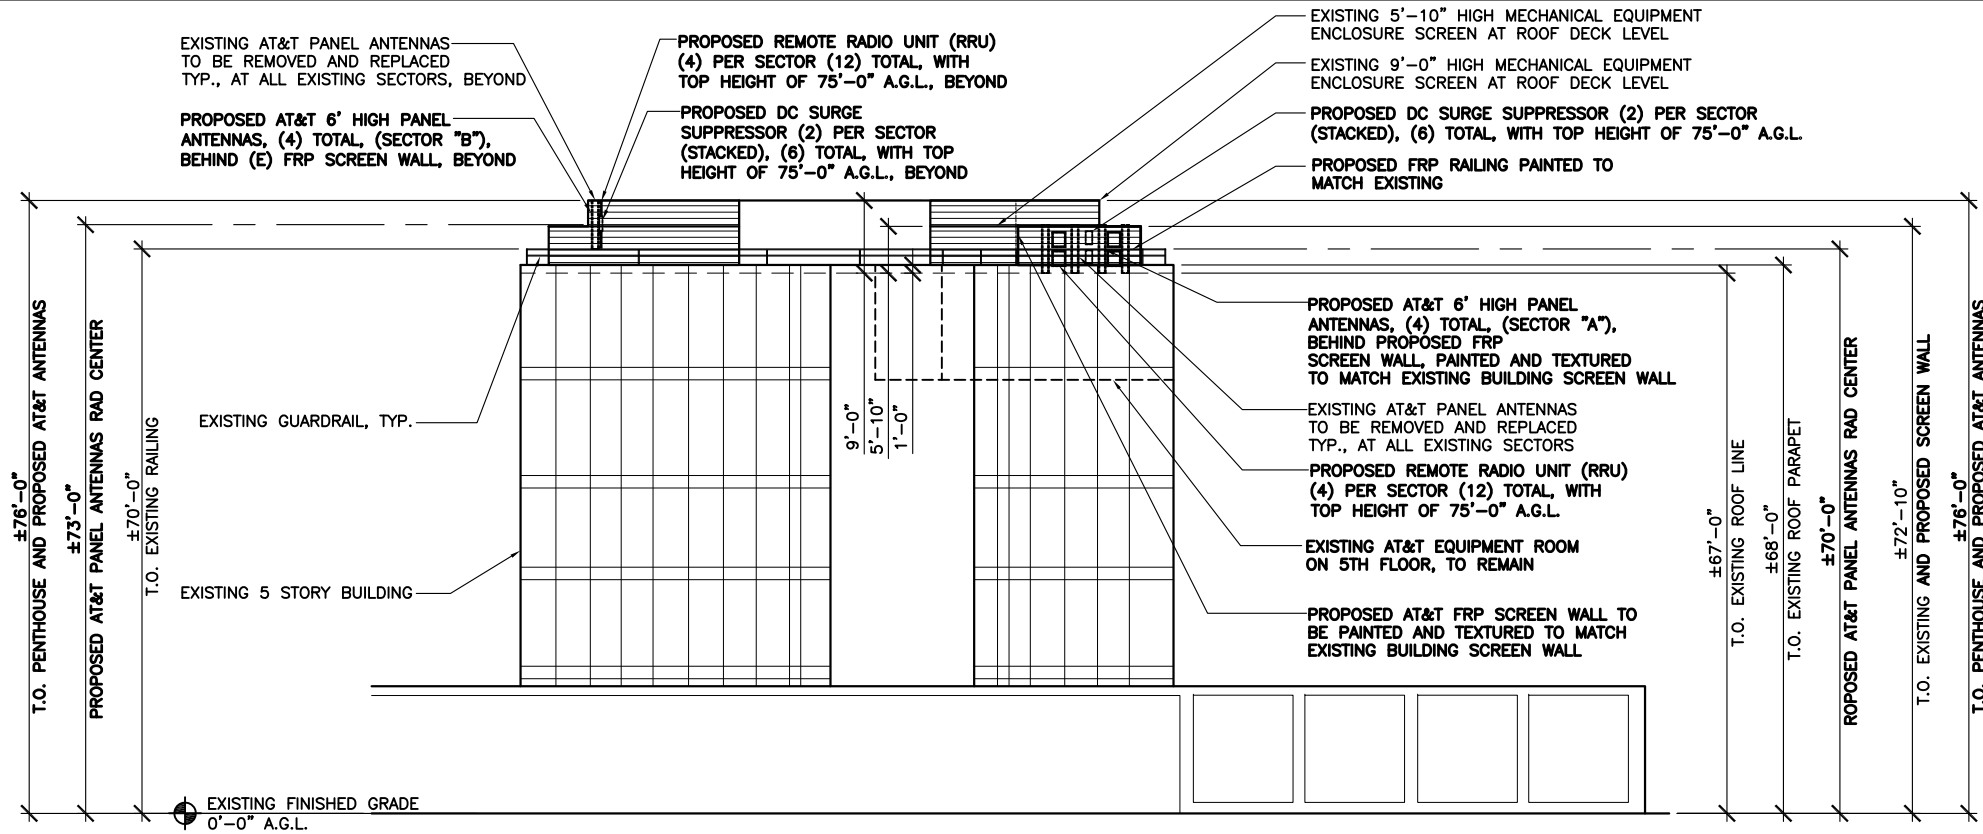 EXISTING AT&T PANEL ANTENNAS
TO BE REMOVED AND REPLACED
TYP., AT ALL EXISTING SECTORS, BEYOND
PROPOSED AT&T 6' HIGH PANEL
ANTENNAS, (4) TOTAL, (SECTOR "B"),
BEHIND (E) FRP SCREEN WALL, BEYOND
PROPOSED REMOTE RADIO UNIT (RRU)
(4) PER SECTOR (12) TOTAL, WITH
TOP HEIGHT OF 75'-0" A.G.L., BEYOND
PROPOSED DC SURGE
SUPPRESSOR (2) PER SECTOR
(STACKED), (6) TOTAL, WITH TOP
HEIGHT OF 75'-0" A.G.L., BEYOND
EXISTING 5'-10" HIGH MECHANICAL EQUIPMENT
ENCLOSURE SCREEN AT ROOF DECK LEVEL
EXISTING 9'-0" HIGH MECHANICAL EQUIPMENT
ENCLOSURE SCREEN AT ROOF DECK LEVEL
PROPOSED DC SURGE SUPPRESSOR (2) PER SECTOR
(STACKED), (6) TOTAL, WITH TOP HEIGHT OF 75'-0" A.G.L.
PROPOSED FRP RAILING PAINTED TO
MATCH EXISTING
±76'-0"
T.O. PENTHOUSE AND PROPOSED AT&T ANTENNAS
±73'-0"
PROPOSED AT&T PANEL ANTENNAS RAD CENTER
±70'-0"
T.O. EXISTING RAILING
EXISTING GUARDRAIL, TYP.
EXISTING 5 STORY BUILDING
9'-0"
5'-10"
1'-0"
PROPOSED AT&T 6' HIGH PANEL
ANTENNAS, (4) TOTAL, (SECTOR "A"),
BEHIND PROPOSED FRP
SCREEN WALL, PAINTED AND TEXTURED
TO MATCH EXISTING BUILDING SCREEN WALL
EXISTING AT&T PANEL ANTENNAS
TO BE REMOVED AND REPLACED
TYP., AT ALL EXISTING SECTORS
PROPOSED REMOTE RADIO UNIT (RRU)
(4) PER SECTOR (12) TOTAL, WITH
TOP HEIGHT OF 75'-0" A.G.L.
EXISTING AT&T EQUIPMENT ROOM
ON 5TH FLOOR, TO REMAIN
PROPOSED AT&T FRP SCREEN WALL TO
BE PAINTED AND TEXTURED TO MATCH
EXISTING BUILDING SCREEN WALL
±67'-0"
T.O. EXISTING ROOF LINE
±68'-0"
T.O. EXISTING ROOF PARAPET
±70'-0"
ROPOSED AT&T PANEL ANTENNAS RAD CENTER
±72'-10"
T.O. EXISTING AND PROPOSED SCREEN WALL
±76'-0"
T.O. PENTHOUSE AND PROPOSED AT&T ANTENNAS
EXISTING FINISHED GRADE
0'-0" A.G.L.